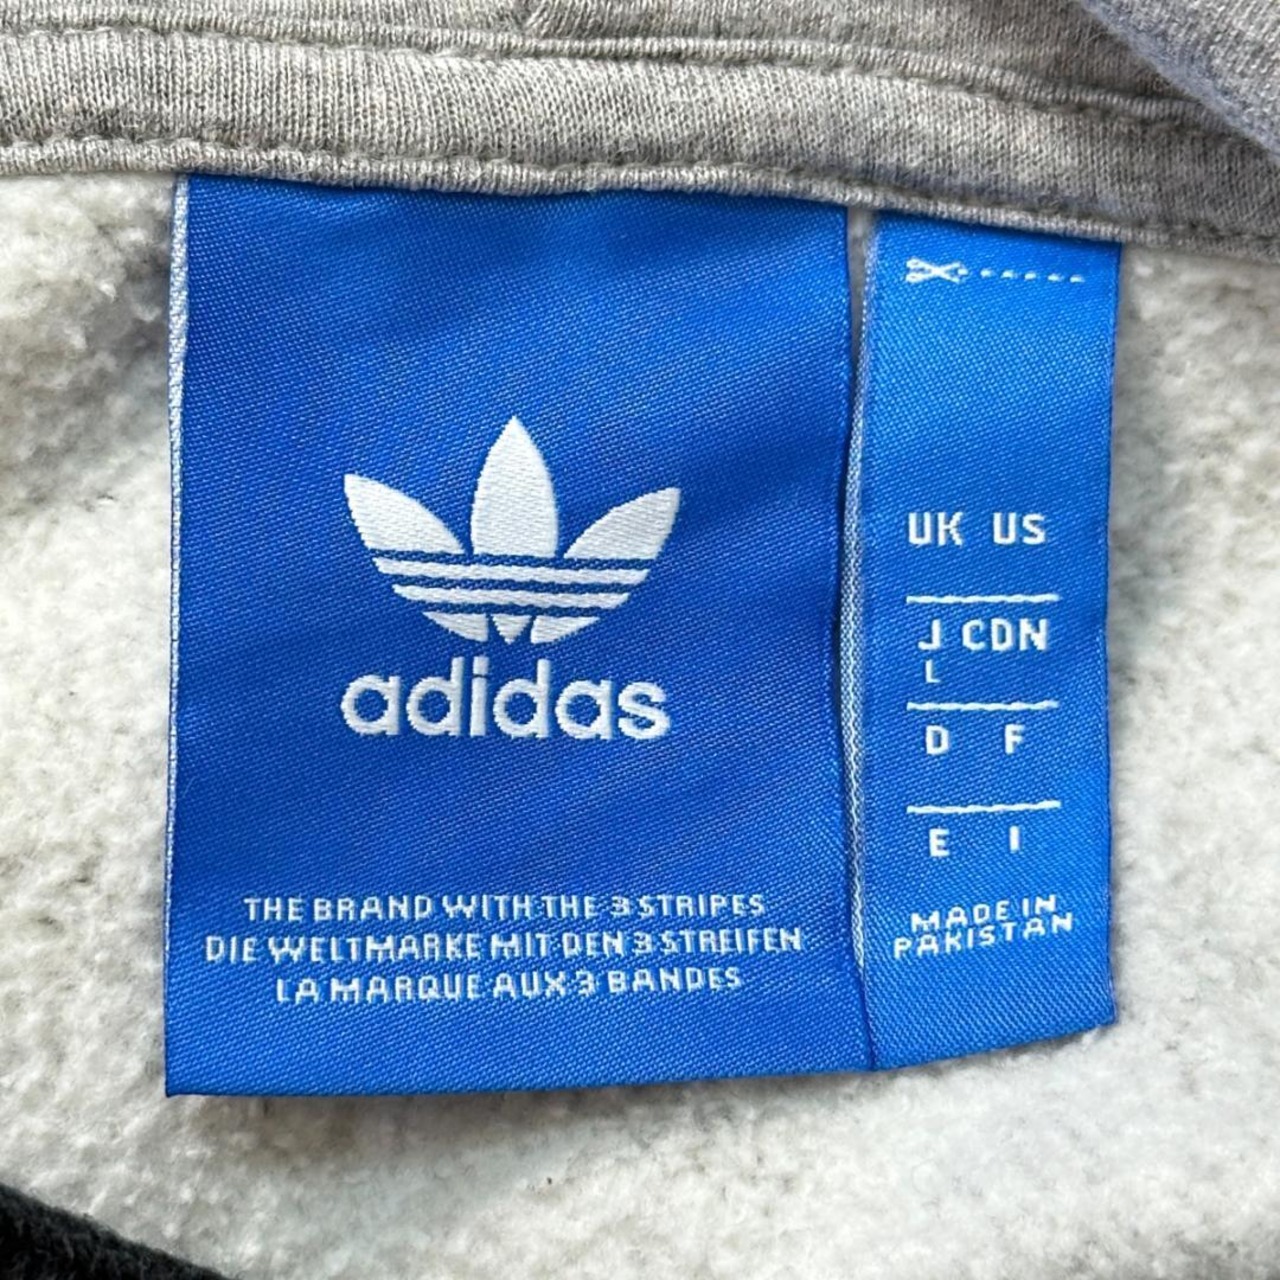 adidas
THE BRAND WITH THE 3 STRIPES
DIE WELTMARKE MIT DEN 3 STREIFEN
LA MARQUE AUX 3 BANDES
UK US
J CDN
L
D F
E I
MADE IN
PAKISTAN